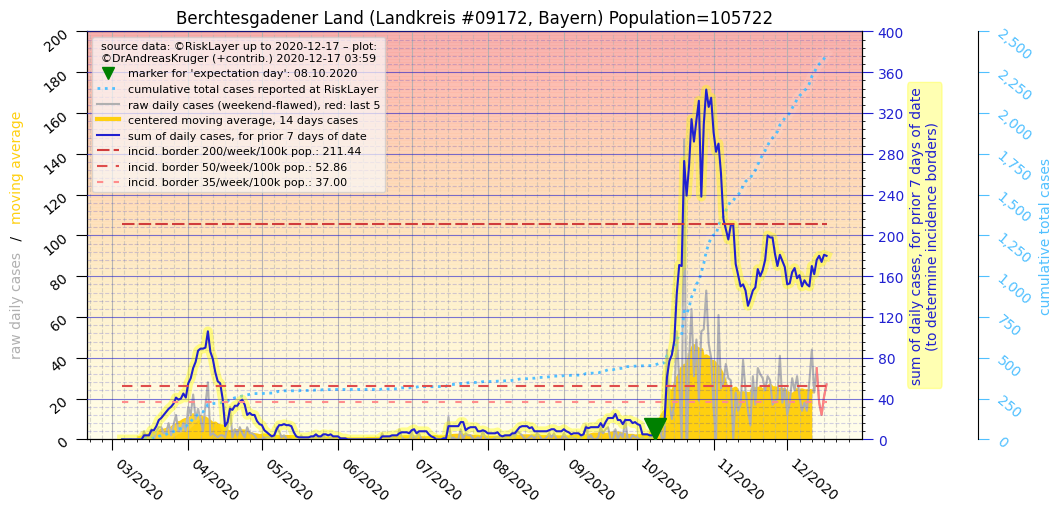 Berchtesgadener Land (Landkreis #09172, Bayern) Population=105722
source data: ©RiskLayer up to 2020-12-17 – plot:
©DrAndreasKruger (+contrib.) 2020-12-17 03:59
marker for 'expectation day': 08.10.2020
cumulative total cases reported at RiskLayer
raw daily cases (weekend-flawed), red: last 5
centered moving average, 14 days cases
sum of daily cases, for prior 7 days of date
incid. border 200/week/100k pop.: 211.44
incid. border 50/week/100k pop.: 52.86
incid. border 35/week/100k pop.: 37.00
raw daily cases / moving average
200
180
160
140
120
100
80
60
40
20
0
03/2020
04/2020
05/2020
06/2020
07/2020
08/2020
09/2020
10/2020
11/2020
12/2020
400
360
320
280
240
200
160
120
80
40
0
sum of daily cases, for prior 7 days of date
(to determine incidence borders)
2,500
2,250
2,000
1,750
1,500
1,250
1,000
750
500
250
0
cumulative total cases